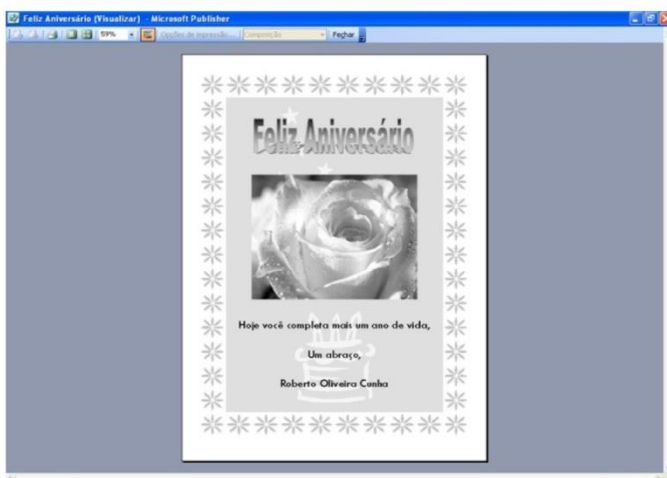 Feliz Aniversário (Visualizar) - Microsoft Publisher
59% Opções de impressão... Composição Fechar
Feliz Aniversário
Hoje você completa mais um ano de vida,
Um abraço,
Roberto Oliveira Cunha